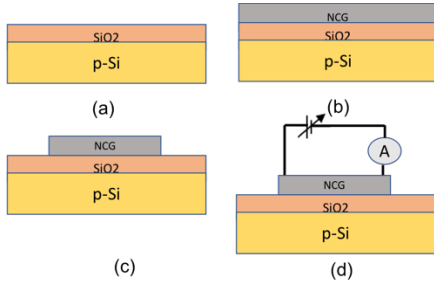 SiO2
p-Si
(a)
NCG
SiO2
p-Si
(b)
NCG
SiO2
p-Si
(c)
A
NCG
SiO2
p-Si
(d)